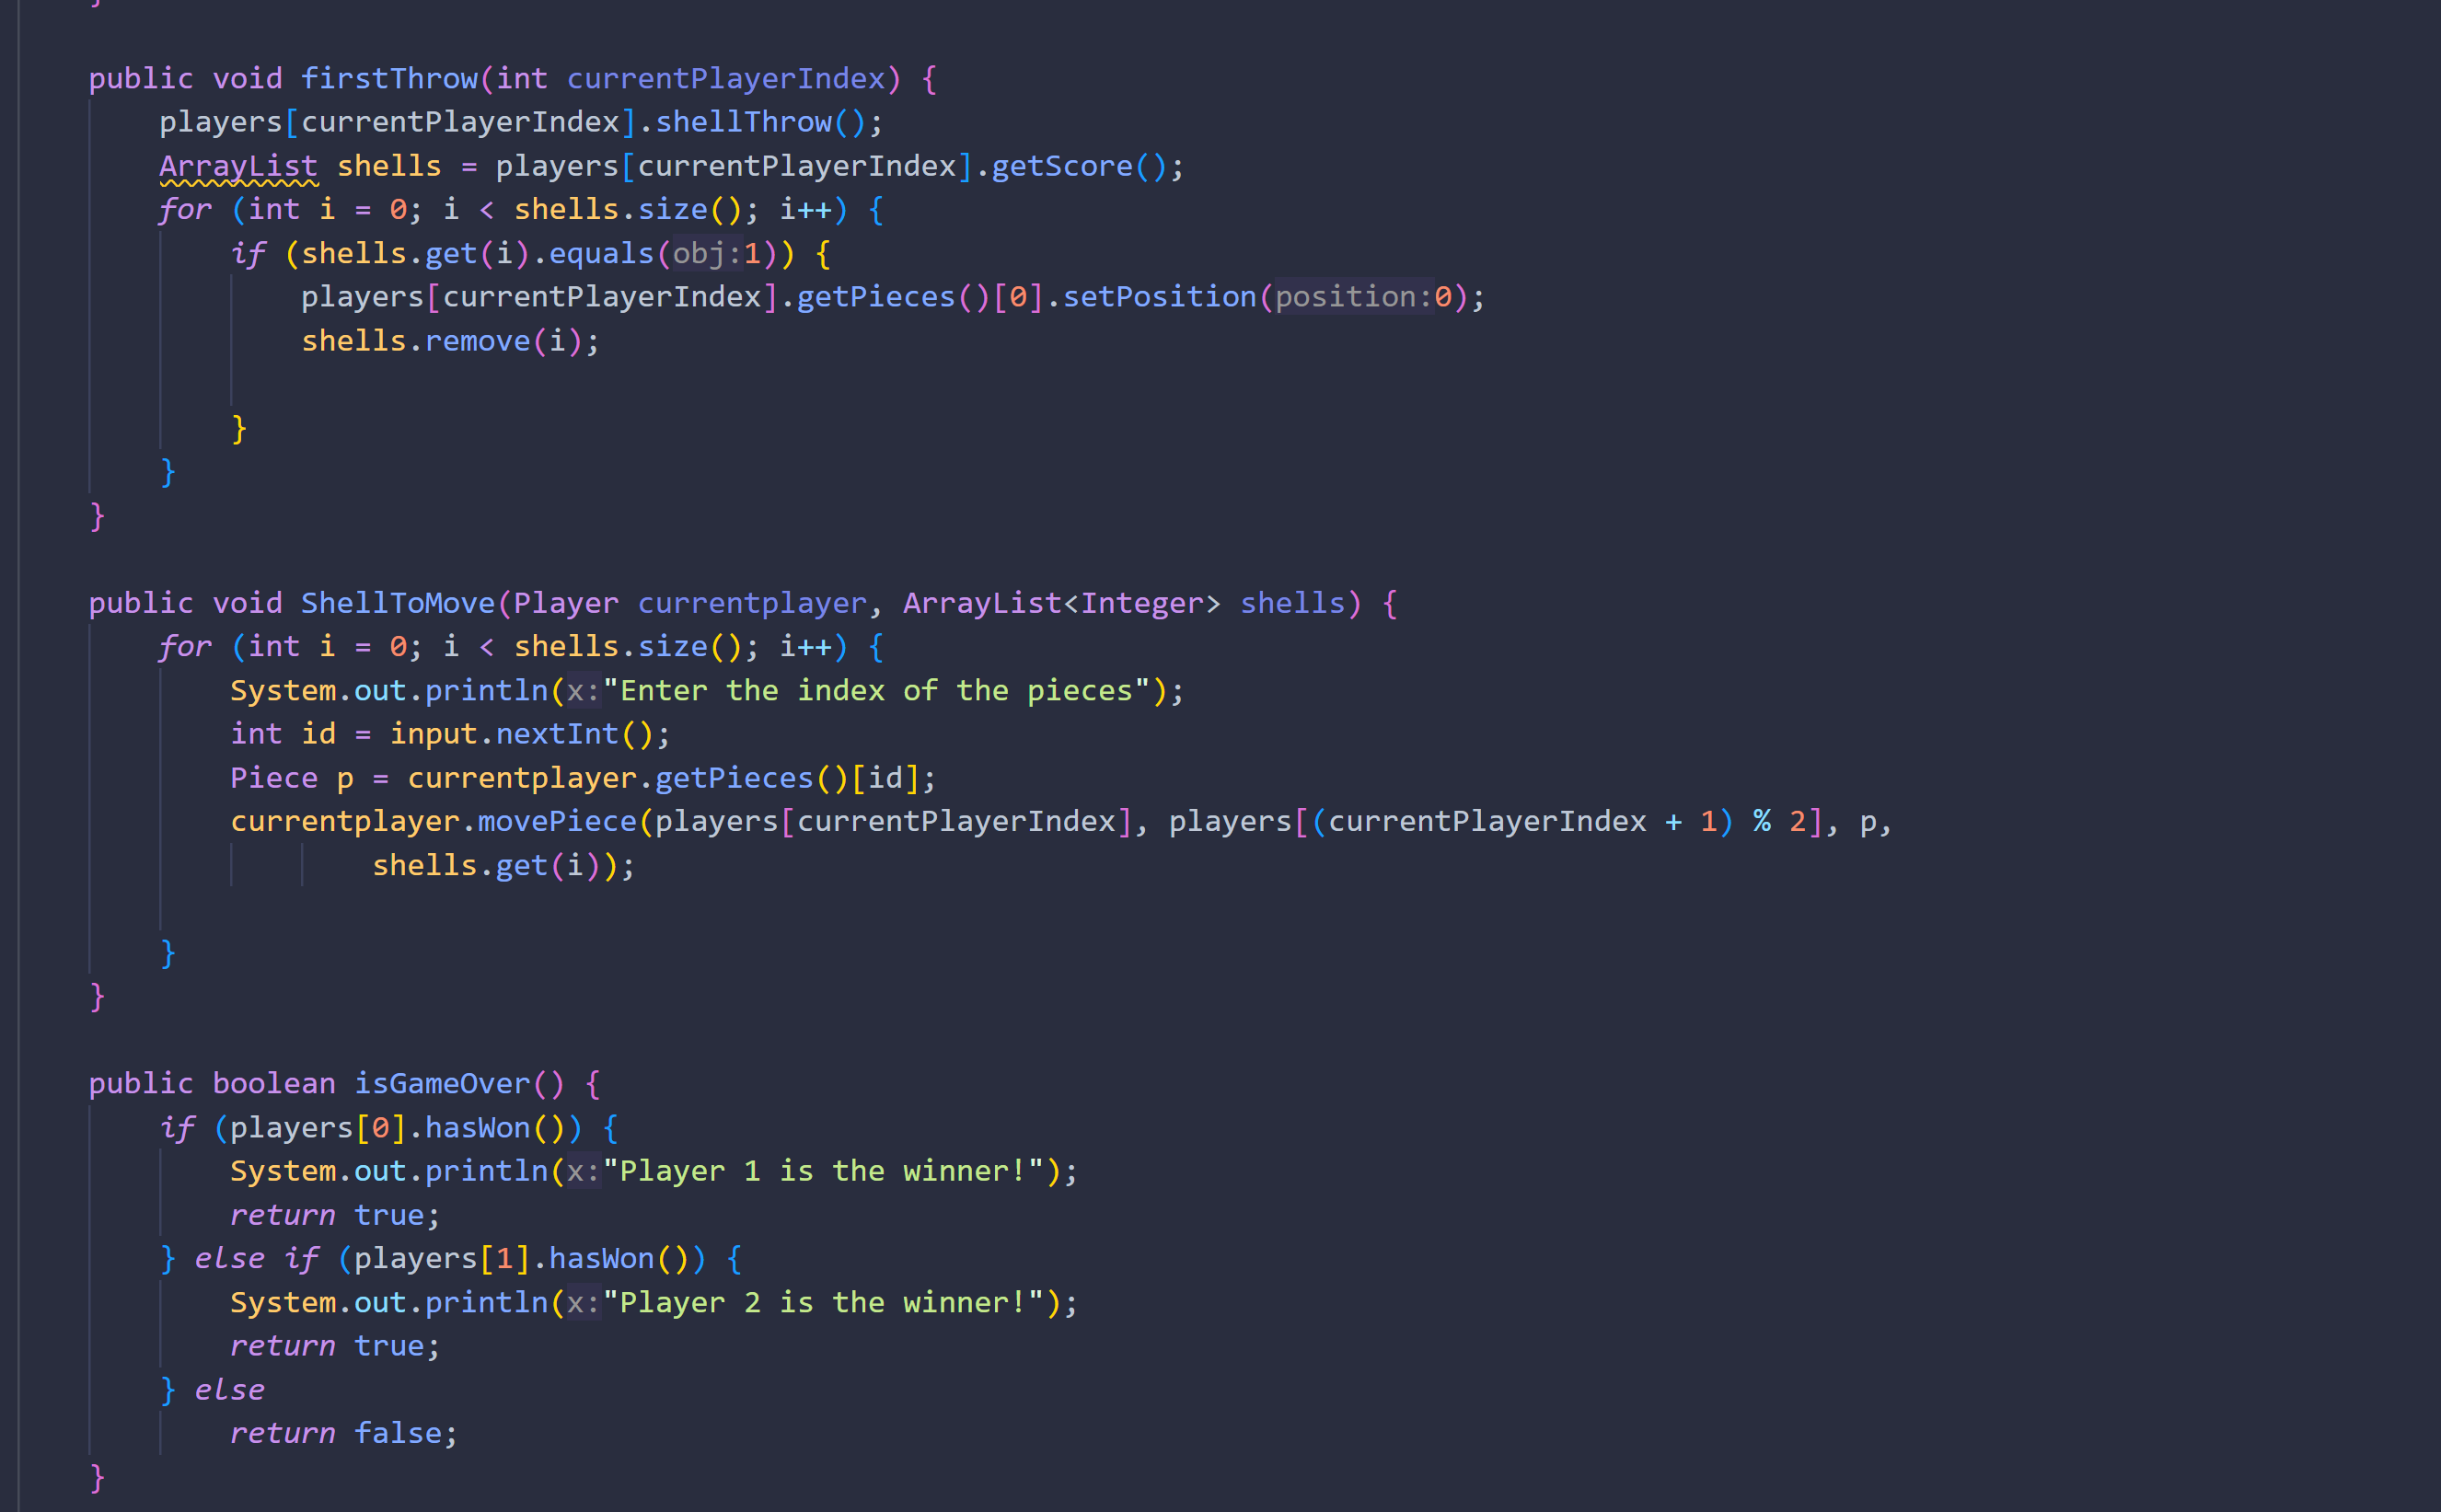 }
public void firstThrow(int currentPlayerIndex) {
players[currentPlayerIndex].shellThrow();
ArrayList shells = players[currentPlayerIndex].getScore();
for (int i = 0; i < shells.size(); i++) {
if (shells.get(i).equals(obj:1)) {
players[currentPlayerIndex].getPieces()[0].setPosition(position:0);
shells.remove(i);
}
}
}
public void ShellToMove(Player currentplayer, ArrayList<Integer> shells) {
for (int i = 0; i < shells.size(); i++) {
System.out.println(x:"Enter the index of the pieces");
int id = input.nextInt();
Piece p = currentplayer.getPieces()[id];
currentplayer.movePiece(players[currentPlayerIndex], players[(currentPlayerIndex + 1) % 2], p,
shells.get(i));
}
}
public boolean isGameOver() {
if (players[0].hasWon()) {
System.out.println(x:"Player 1 is the winner!");
return true;
} else if (players[1].hasWon()) {
System.out.println(x:"Player 2 is the winner!");
return true;
} else
return false;
}